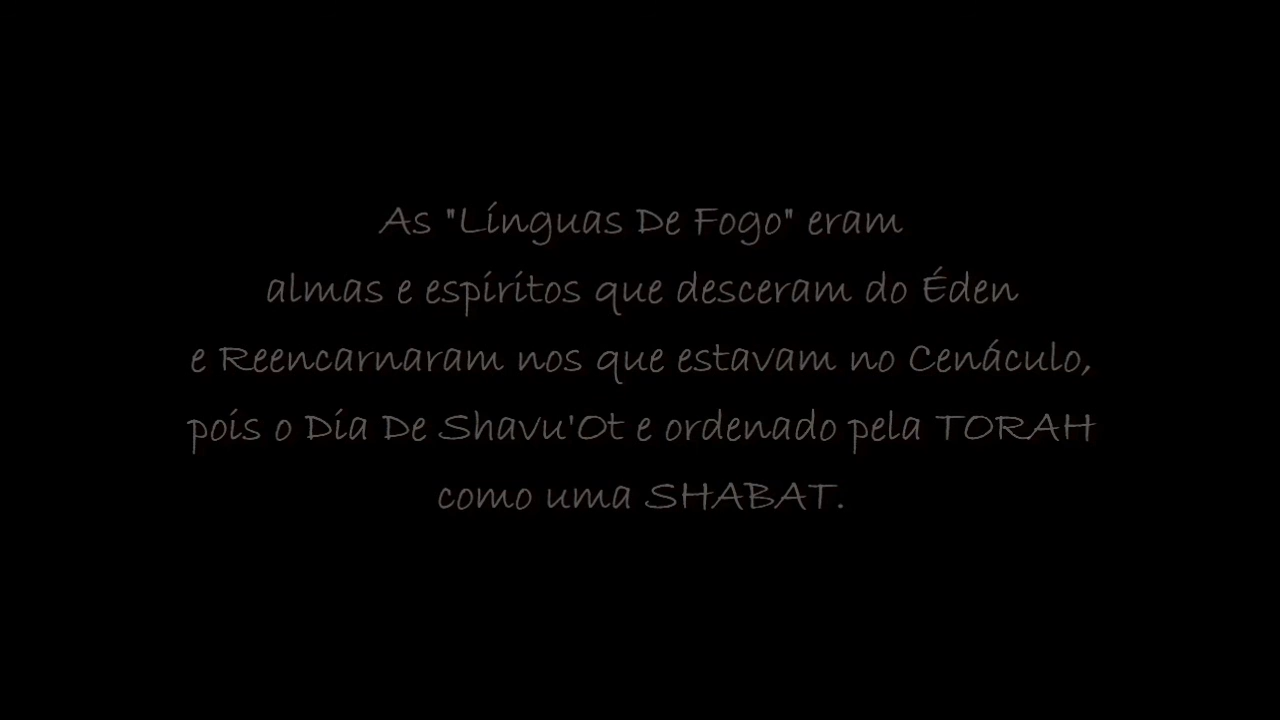 As "Línguas De Fogo" eram
almas e espíritos que desceram do Éden
e Reencarnaram nos que estavam no Cenáculo,
pois o Dia De Shavu'Ot e ordenado pela TORAH
como uma SHABAT.